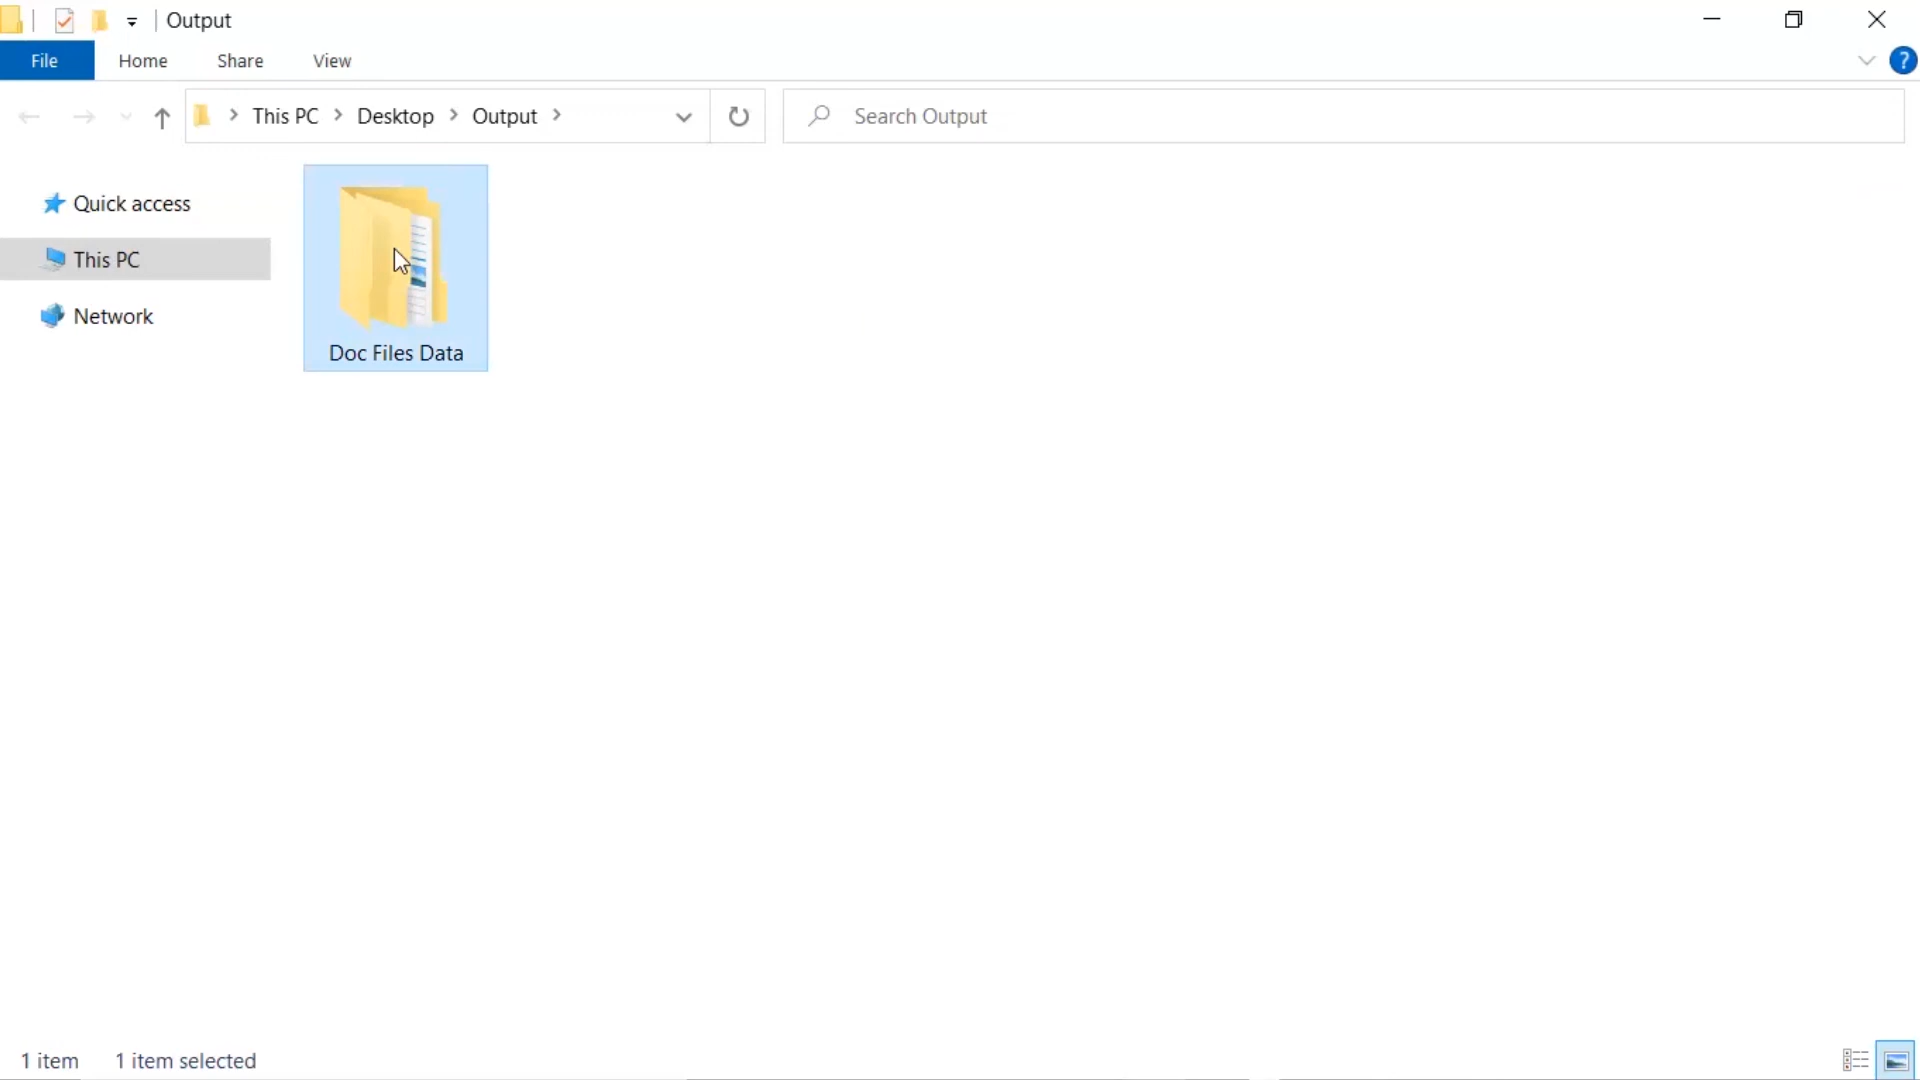 Output
File Home Share View ?
This PC Desktop Output Search Output
Quick access
This PC
Network
Doc Files Data
1 item 1 item selected